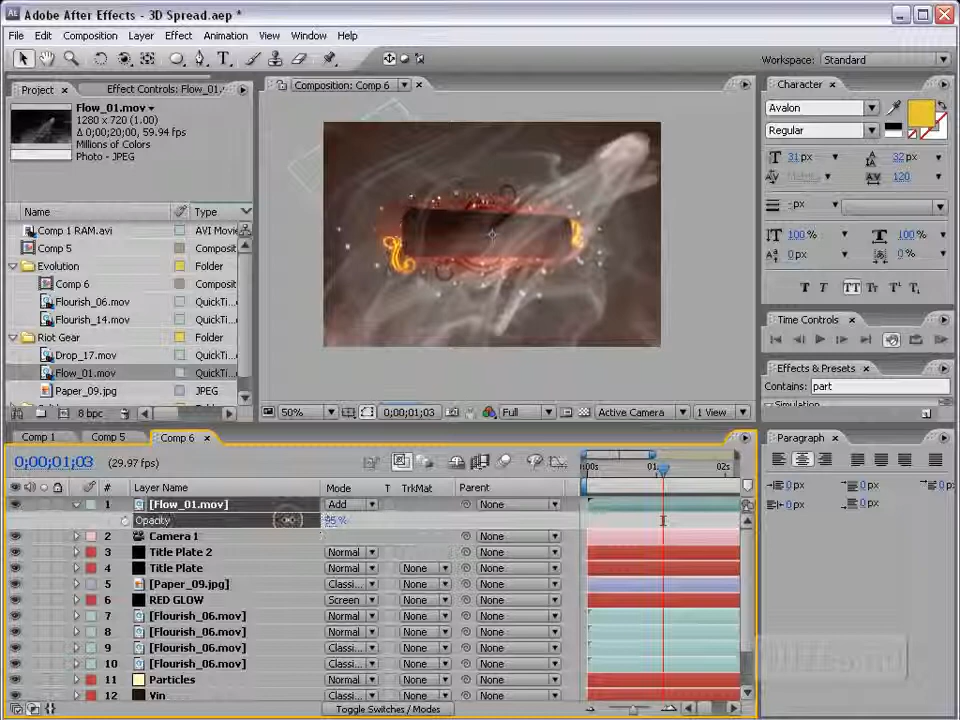 Adobe After Effects - 3D Spread.aep *
File Edit Composition Layer Effect Animation View Window Help
Workspace: Standard
Project Effect Controls: Flow_01.mov
Flow_01.mov
1280 x 720 (1.00)
Δ 0;00;20;00, 59.94 fps
Millions of Colors
Photo - JPEG
Name Type
Comp 1 RAM.avi AVI Movie
Comp 5 Composit
Evolution Folder
Comp 6 Composit
Flourish_06.mov QuickTi...
Flourish_14.mov QuickTi...
Riot Gear Folder
Drop_17.mov QuickTi...
Flow_01.mov QuickTi...
Paper_09.jpg JPEG
8 bpc
Composition: Comp 6
50% 0;00;01;03 Full Active Camera 1 View
Character
Avalon
Regular
31 px 32 px
Metrics 120
- px
100 % 100 %
0 px 0 %
T T TT Tr T¹ T₁
Time Controls
Effects & Presets
Contains: part
Simulation
Paragraph
0 px 0 px 0 px
0 px 0 px
Comp 1 Comp 5 Comp 6
0;00;01;03 (29.97 fps)
:00s 01s 02s
# Layer Name Mode T TrkMat Parent
1 [Flow_01.mov] Add None
Opacity 95 %
2 Camera 1 None
3 Title Plate 2 Normal None
4 Title Plate Normal None None
5 [Paper_09.jpg] Classi... None None
6 RED GLOW Screen None None
7 [Flourish_06.mov] Normal None None
8 [Flourish_06.mov] Normal None None
9 [Flourish_06.mov] Normal None None
10 [Flourish_06.mov] Normal None None
11 Particles Normal None None
12 Vin Classi... None None
Toggle Switches / Modes